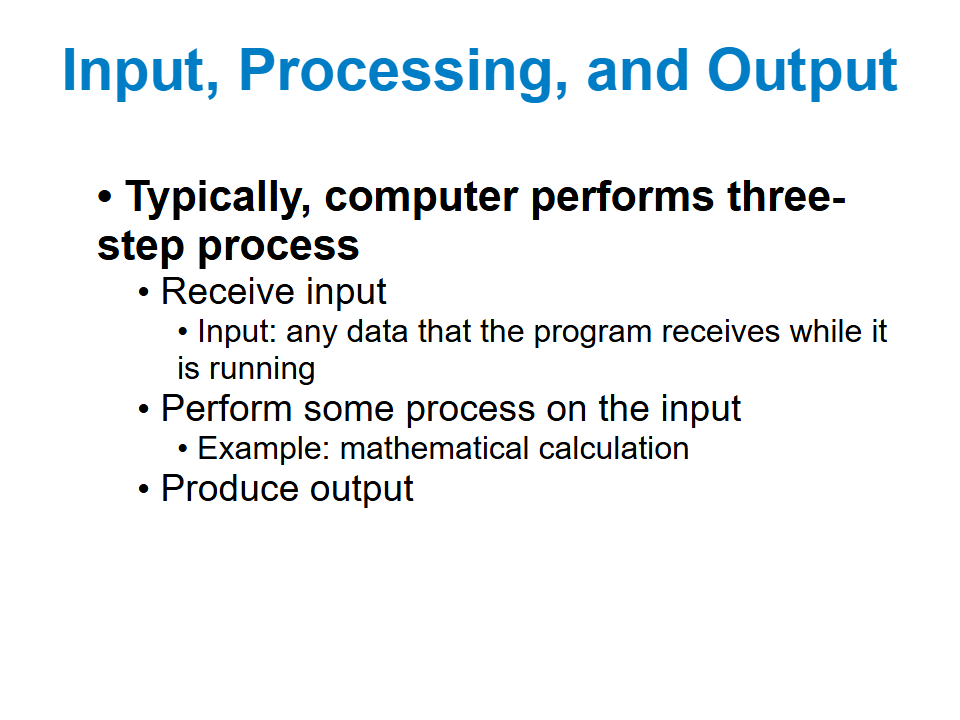 Input, Processing, and Output
• Typically, computer performs three-
step process
• Receive input
• Input: any data that the program receives while it
is running
• Perform some process on the input
• Example: mathematical calculation
• Produce output